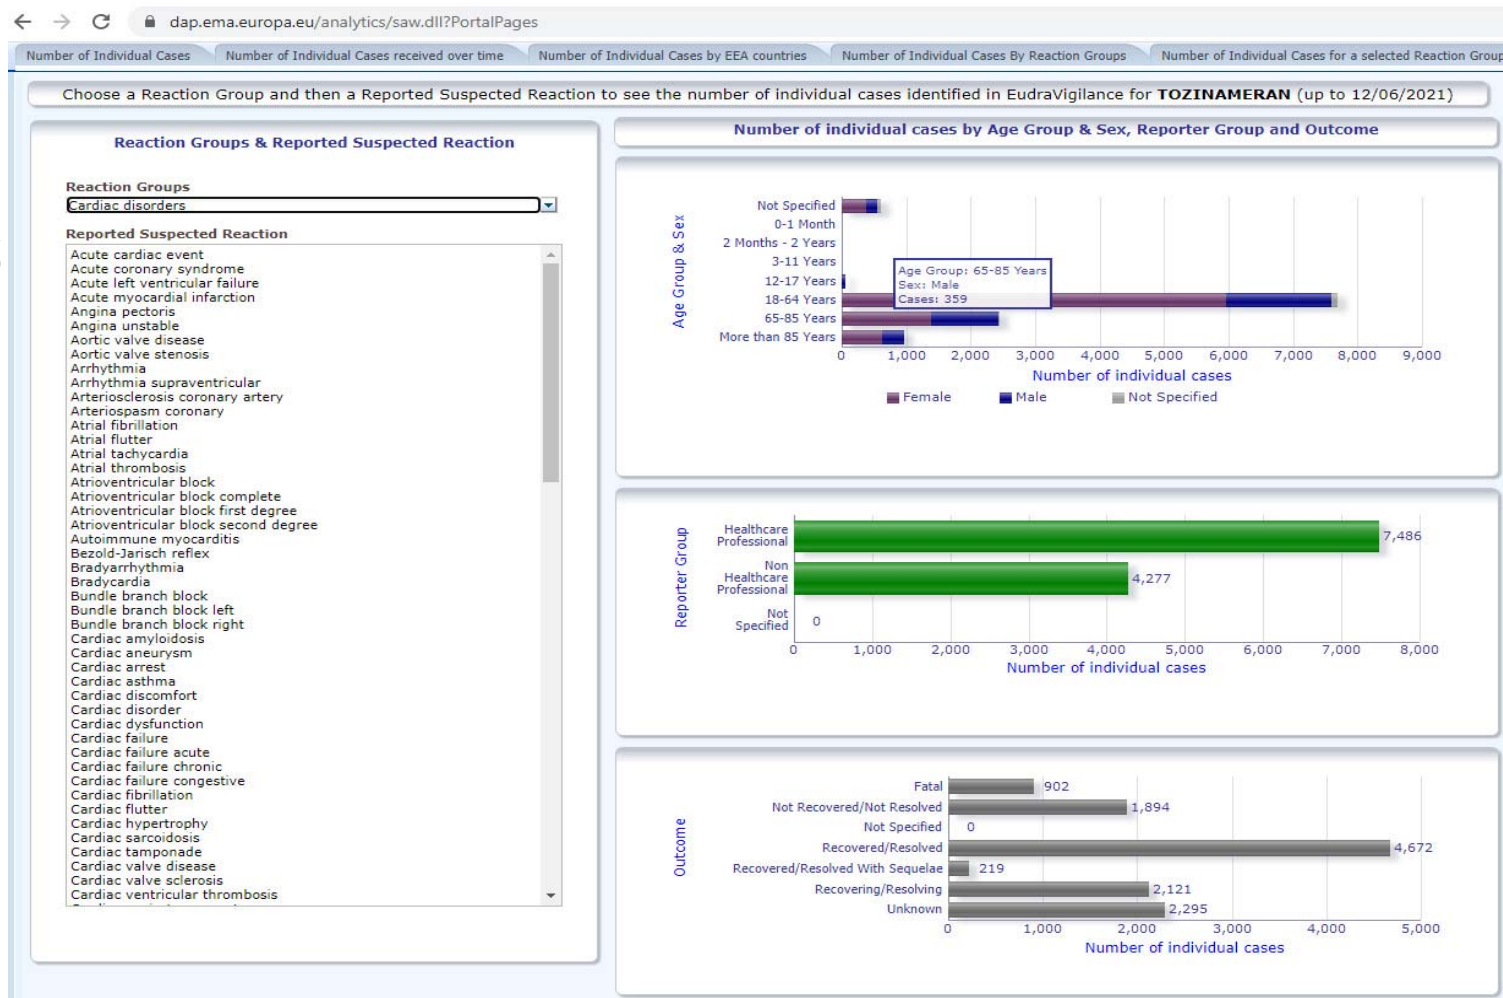 dap.ema.europa.eu/analytics/saw.dll?PortalPages
Number of Individual Cases
Number of Individual Cases received over time
Number of Individual Cases by EEA countries
Number of Individual Cases By Reaction Groups
Number of Individual Cases for a selected Reaction Group
Choose a Reaction Group and then a Reported Suspected Reaction to see the number of individual cases identified in EudraVigilance for TOZINAMERAN (up to 12/06/2021)
Reaction Groups & Reported Suspected Reaction
Reaction Groups
Cardiac disorders
Reported Suspected Reaction
Acute cardiac event
Acute coronary syndrome
Acute left ventricular failure
Acute myocardial infarction
Angina pectoris
Angina unstable
Aortic valve disease
Aortic valve stenosis
Arrhythmia
Arrhythmia supraventricular
Arteriosclerosis coronary artery
Arteriospasm coronary
Atrial fibrillation
Atrial flutter
Atrial tachycardia
Atrial thrombosis
Atrioventricular block
Atrioventricular block complete
Atrioventricular block first degree
Atrioventricular block second degree
Autoimmune myocarditis
Bezold-Jarisch reflex
Bradyarrhythmia
Bradycardia
Bundle branch block
Bundle branch block left
Bundle branch block right
Cardiac amyloidosis
Cardiac aneurysm
Cardiac arrest
Cardiac asthma
Cardiac discomfort
Cardiac disorder
Cardiac dysfunction
Cardiac failure
Cardiac failure acute
Cardiac failure chronic
Cardiac failure congestive
Cardiac fibrillation
Cardiac flutter
Cardiac hypertrophy
Cardiac sarcoidosis
Cardiac tamponade
Cardiac valve disease
Cardiac valve sclerosis
Cardiac ventricular thrombosis
Number of individual cases by Age Group & Sex, Reporter Group and Outcome
Age Group & Sex
Not Specified
0-1 Month
2 Months - 2 Years
3-11 Years
12-17 Years
18-64 Years
65-85 Years
More than 85 Years
Age Group: 65-85 Years
Sex: Male
Cases: 359
0 1,000 2,000 3,000 4,000 5,000 6,000 7,000 8,000 9,000
Number of individual cases
Female Male Not Specified
Reporter Group
Healthcare
Professional
7,486
Non
Healthcare
Professional
4,277
Not
Specified
0
0 1,000 2,000 3,000 4,000 5,000 6,000 7,000 8,000
Number of individual cases
Outcome
Fatal 902
Not Recovered/Not Resolved 1,894
Not Specified 0
Recovered/Resolved 4,672
Recovered/Resolved With Sequelae 219
Recovering/Resolving 2,121
Unknown 2,295
0 1,000 2,000 3,000 4,000 5,000
Number of individual cases